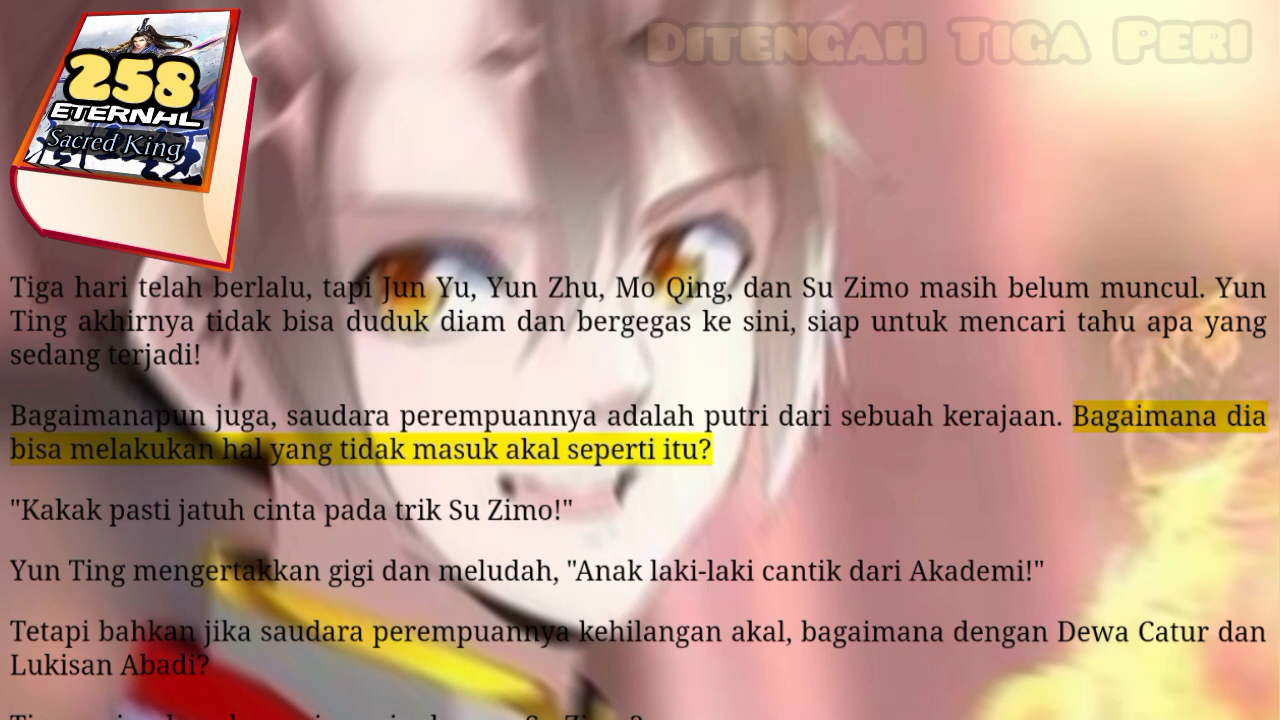 258
ETERNAL
Sacred King
DITENGAH TIGA PERI
Tiga hari telah berlalu, tapi Jun Yu, Yun Zhu, Mo Qing, dan Su Zimo masih belum muncul. Yun
Ting akhirnya tidak bisa duduk diam dan bergegas ke sini, siap untuk mencari tahu apa yang
sedang terjadi!
Bagaimanapun juga, saudara perempuannya adalah putri dari sebuah kerajaan. Bagaimana dia
bisa melakukan hal yang tidak masuk akal seperti itu?
"Kakak pasti jatuh cinta pada trik Su Zimo!"
Yun Ting mengertakkan gigi dan meludah, "Anak laki-laki cantik dari Akademi!"
Tetapi bahkan jika saudara perempuannya kehilangan akal, bagaimana dengan Dewa Catur dan
Lukisan Abadi?